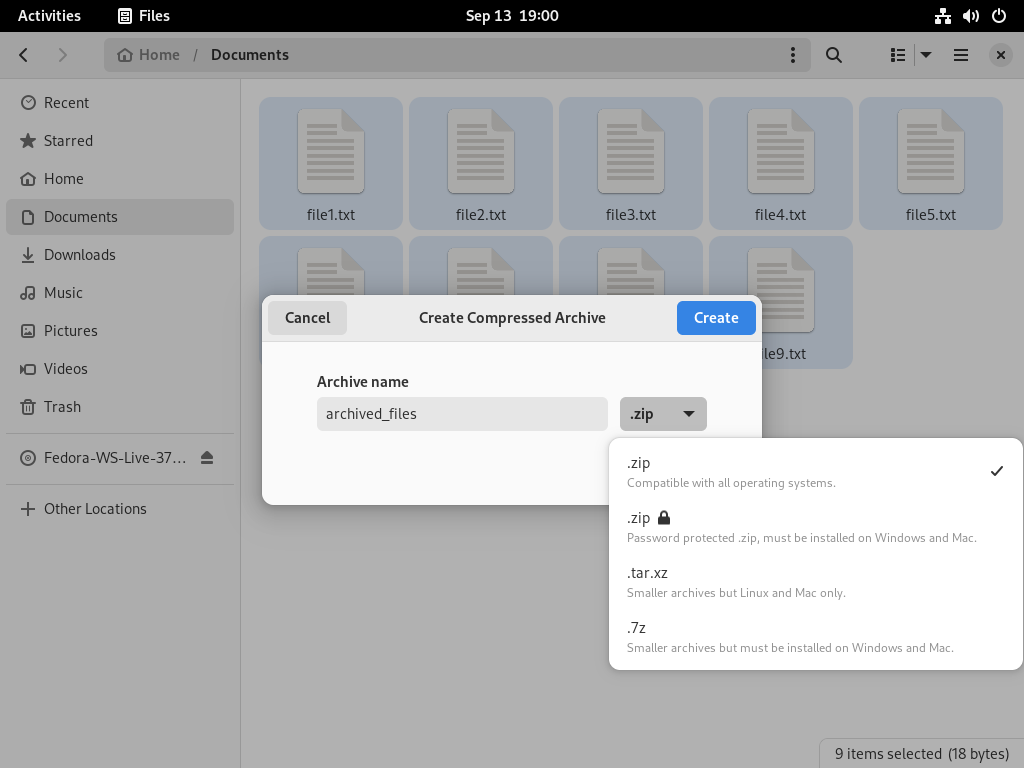 Activities Files Sep 13 19:00
Home / Documents
Recent
Starred
Home
Documents
Downloads
Music
Pictures
Videos
Trash
Fedora-WS-Live-37...
Other Locations
file1.txt file2.txt file3.txt file4.txt file5.txt
Cancel Create Compressed Archive Create
le9.txt
Archive name
archived_files .zip
.zip
Compatible with all operating systems.
.zip
Password protected .zip, must be installed on Windows and Mac.
.tar.xz
Smaller archives but Linux and Mac only.
.7z
Smaller archives but must be installed on Windows and Mac.
9 items selected (18 bytes)